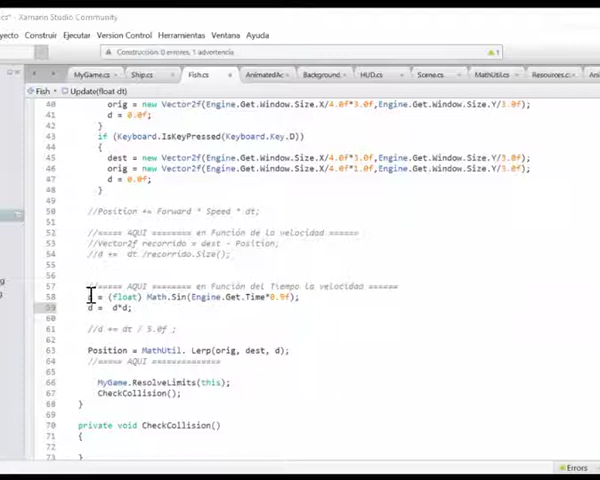 cs* - Xamarin Studio Community
yecto Construir Ejecutar Version Control Herramientas Ventana Ayuda
Construcción: 0 errores, 1 advertencia 1
MyGame.cs Ship.cs Fish.cs AnimatedAc Background. HUD.cs Scene.cs MathUtil.cs Resources.c Ani
Fish Update(float dt)
40 orig = new Vector2f(Engine.Get.Window.Size.X/4.0f*3.0f,Engine.Get.Window.Size.Y/3.0f);
41 d = 0.0f;
42 }
43 if (Keyboard.IsKeyPressed(Keyboard.Key.D))
44 {
45 dest = new Vector2f(Engine.Get.Window.Size.X/4.0f*3.0f,Engine.Get.Window.Size.Y/3.0f);
46 orig = new Vector2f(Engine.Get.Window.Size.X/4.0f*1.0f,Engine.Get.Window.Size.Y/3.0f);
47 d = 0.0f;
48 }
49
50 //Position += Forward * Speed * dt;
51
52 //===== AQUI ======== en Función de la velocidad ======
53 //Vector2f recorrido = dest - Position;
54 //d += dt /recorrido.Size();
55
56
57 //===== AQUI ======== en Función del Tiempo la velocidad ======
58 d = (float) Math.Sin(Engine.Get.Time*0.9f);
59 d = d*d;
60
61 //d += dt / 5.0f ;
62
63 Position = MathUtil. Lerp(orig, dest, d);
64 //===== AQUI ==============
65
66 MyGame.ResolveLimits(this);
67 CheckCollision();
68 }
69
70 private void CheckCollision()
71 {
72
73 }
Errors